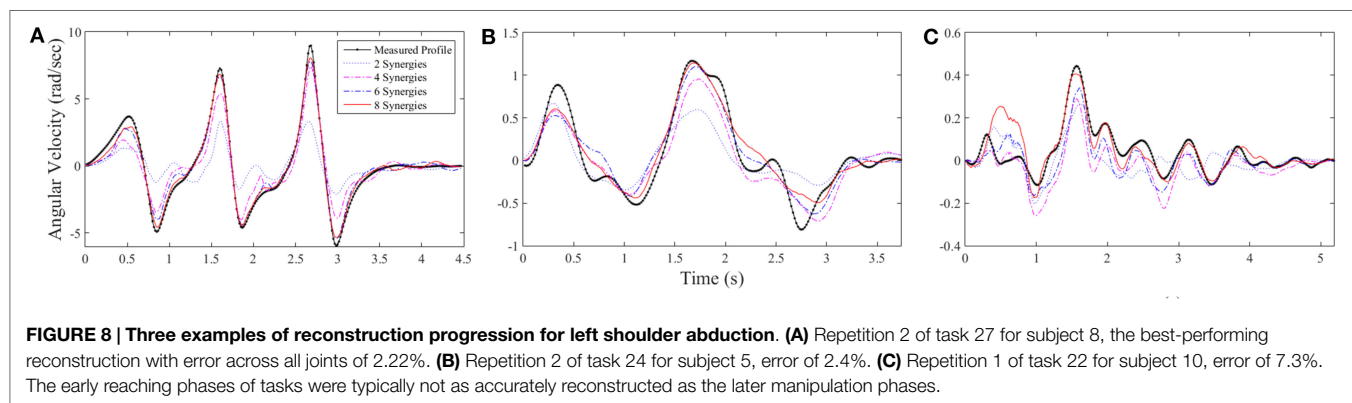 A
B
C
Angular Velocity (rad/sec)
10
5
0
-5
Measured Profile
2 Synergies
4 Synergies
6 Synergies
8 Synergies
0 0.5 1 1.5 2 2.5 3 3.5 4 4.5
1.5
1
0.5
0
-0.5
-1
0 0.5 1 1.5 2 2.5 3 3.5
0.6
0.4
0.2
0
-0.2
-0.4
0 1 2 3 4 5
Time (s)
FIGURE 8 | Three examples of reconstruction progression for left shoulder abduction. (A) Repetition 2 of task 27 for subject 8, the best-performing
reconstruction with error across all joints of 2.22%. (B) Repetition 2 of task 24 for subject 5, error of 2.4%. (C) Repetition 1 of task 22 for subject 10, error of 7.3%.
The early reaching phases of tasks were typically not as accurately reconstructed as the later manipulation phases.